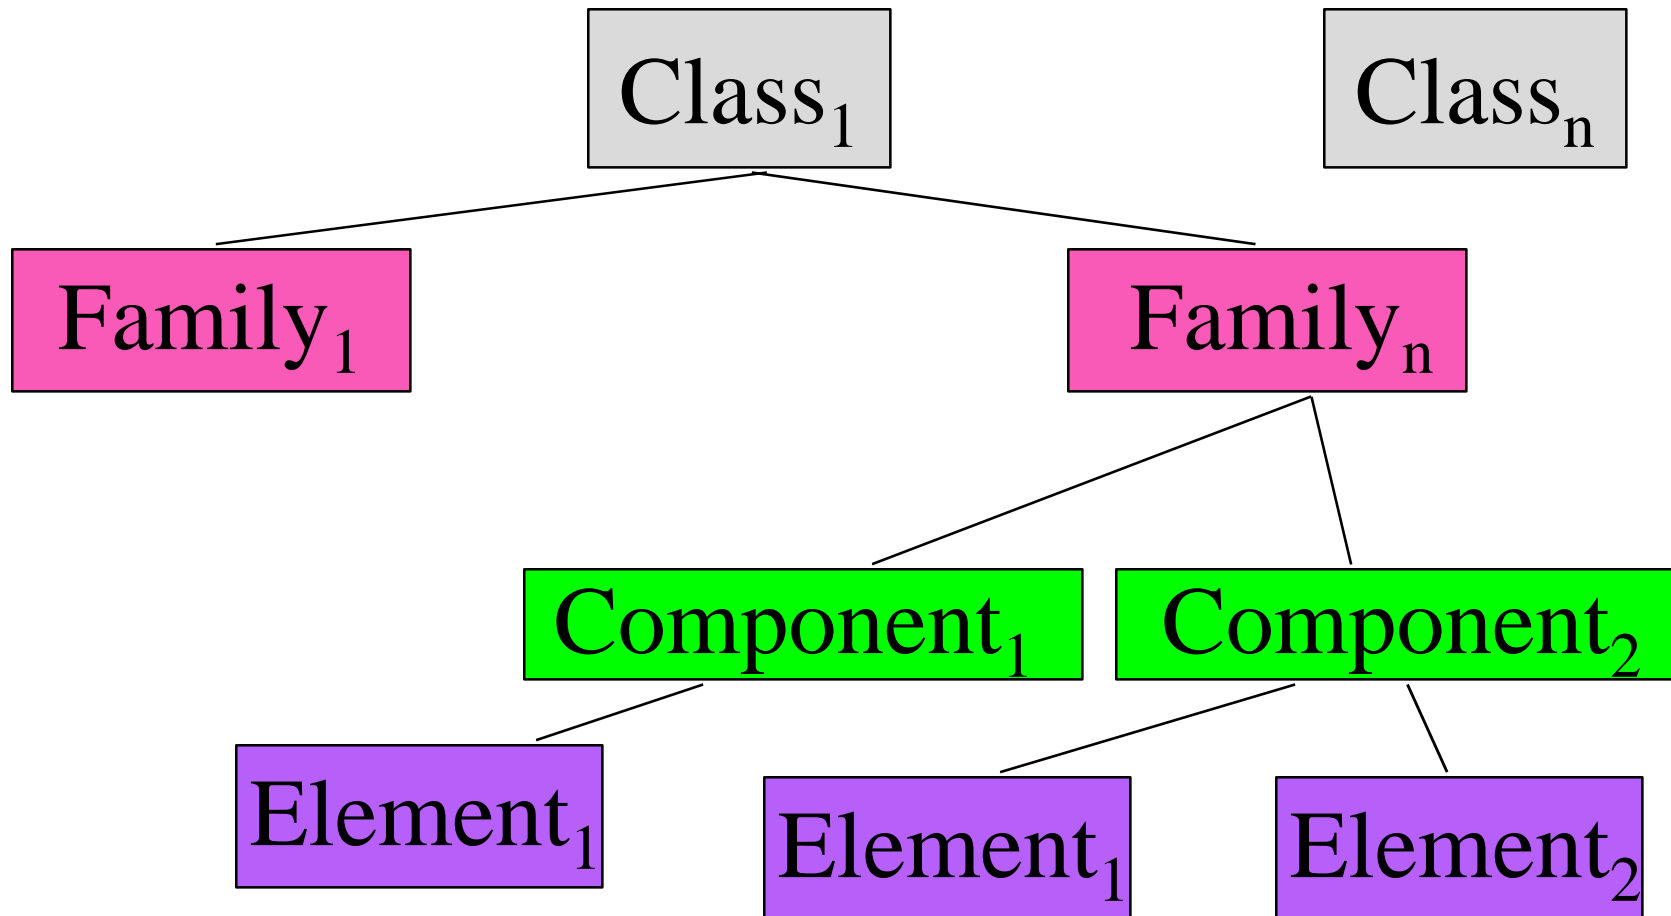 Class₁
Classₙ
Family₁
Familyₙ
Component₁
Component₂
Element₁
Element₁
Element₂